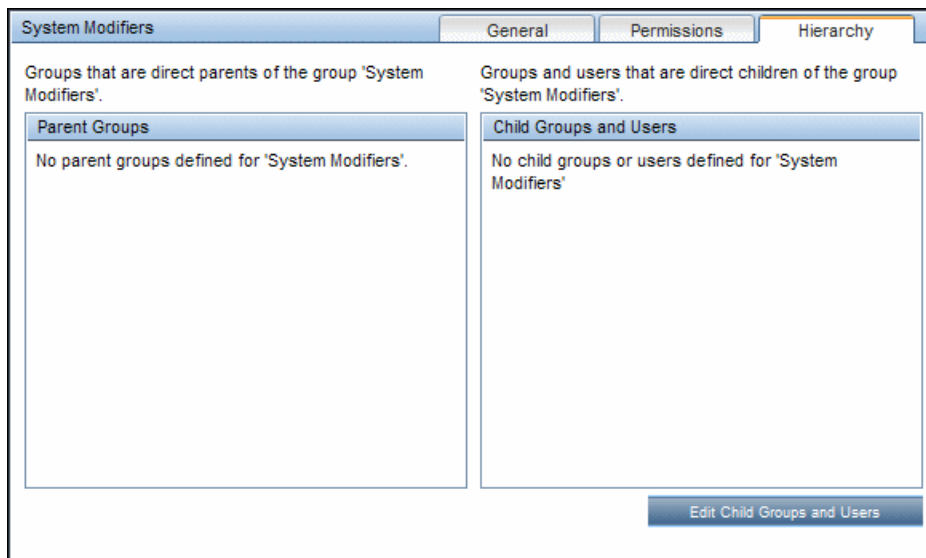 System Modifiers
General
Permissions
Hierarchy
Groups that are direct parents of the group 'System
Modifiers'.
Groups and users that are direct children of the group
'System Modifiers'.
Parent Groups
No parent groups defined for 'System Modifiers'.
Child Groups and Users
No child groups or users defined for 'System
Modifiers'
Edit Child Groups and Users